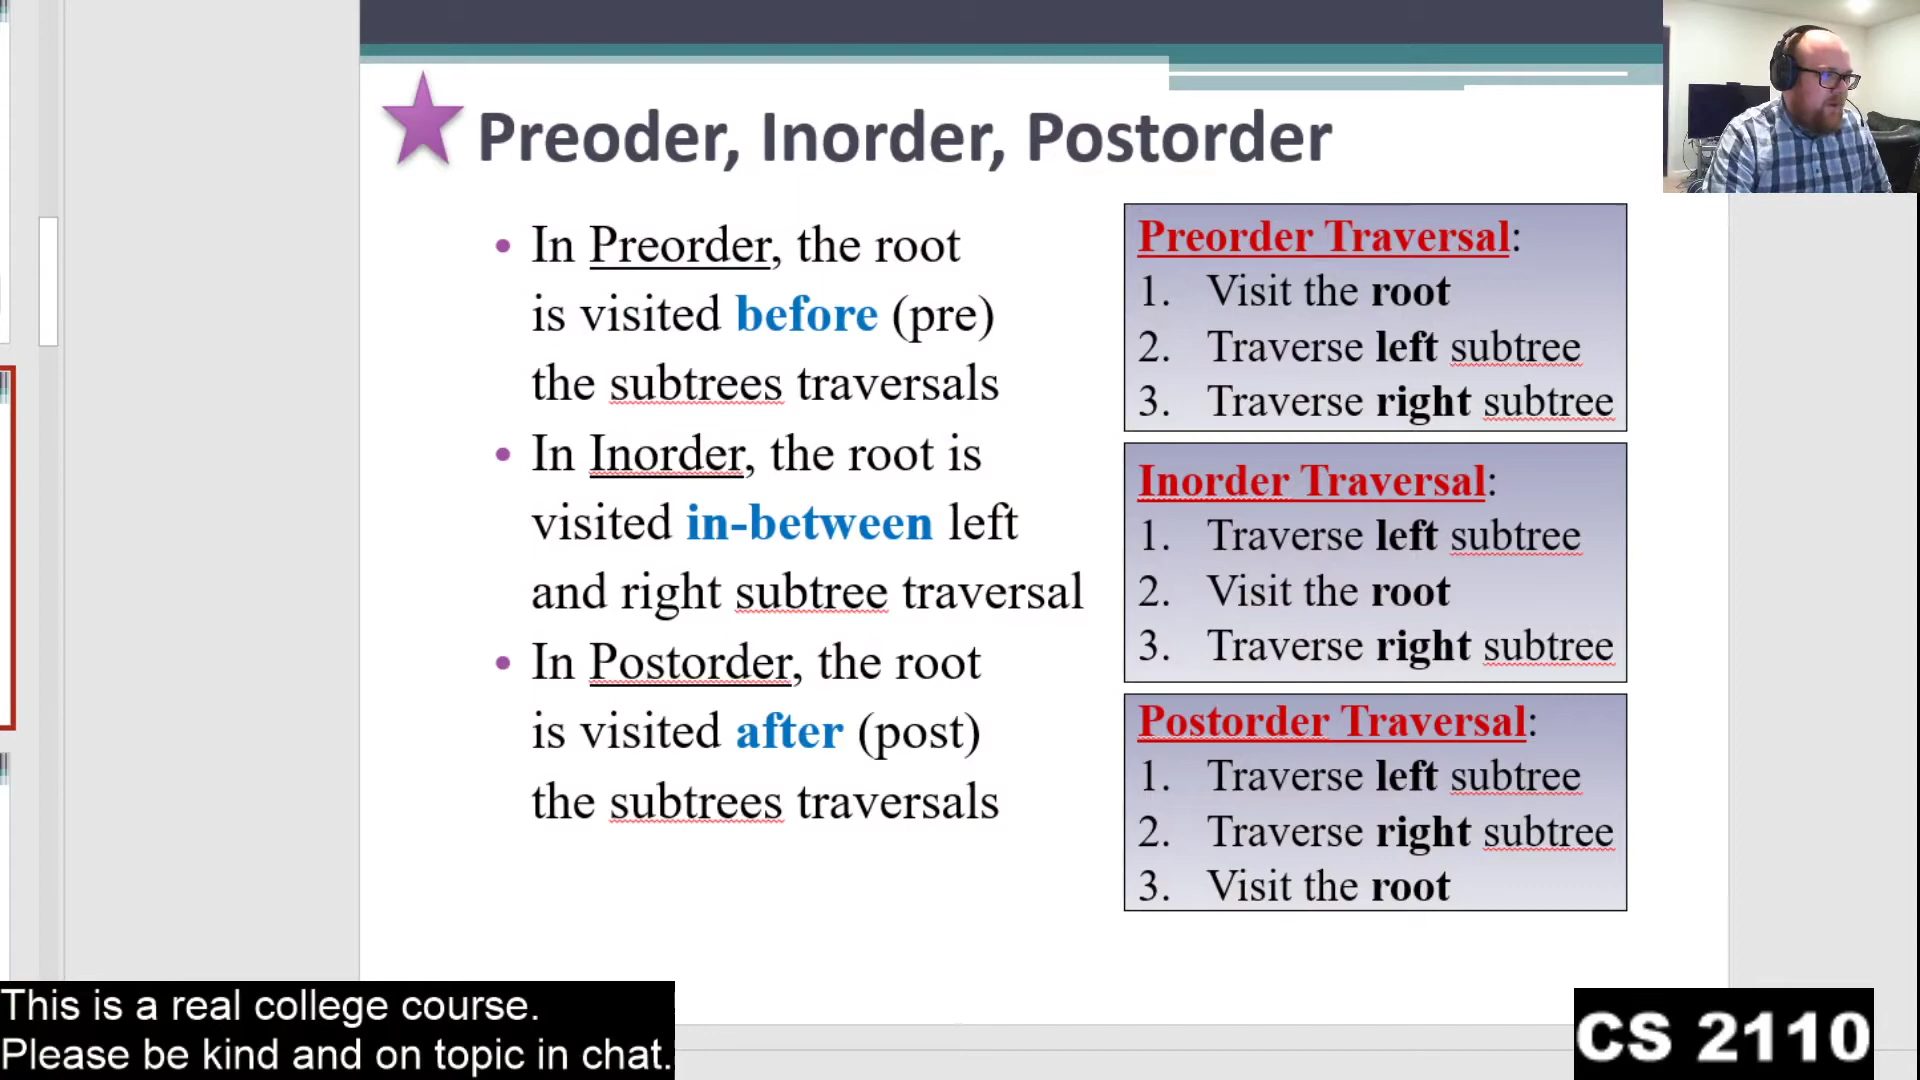 Preoder, Inorder, Postorder
• In Preorder, the root
is visited before (pre)
the subtrees traversals
• In Inorder, the root is
visited in-between left
and right subtree traversal
• In Postorder, the root
is visited after (post)
the subtrees traversals
Preorder Traversal:
1. Visit the root
2. Traverse left subtree
3. Traverse right subtree
Inorder Traversal:
1. Traverse left subtree
2. Visit the root
3. Traverse right subtree
Postorder Traversal:
1. Traverse left subtree
2. Traverse right subtree
3. Visit the root
This is a real college course.
Please be kind and on topic in chat.
CS 2110